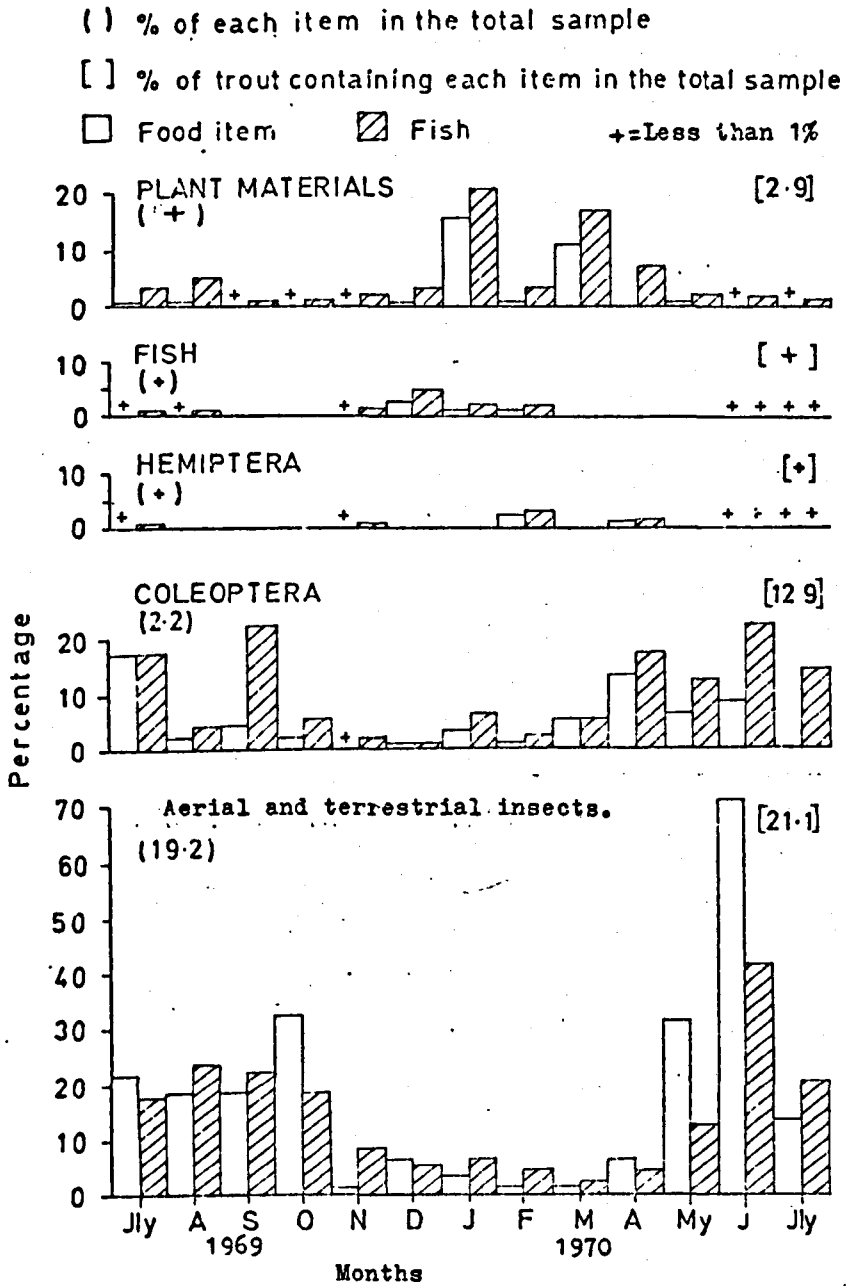 ( ) % of each item in the total sample
[ ] % of trout containing each item in the total sample
Food item Fish +=Less than 1%
20 PLANT MATERIALS [2·9]
(+)
+ + + + +
10
0
10 FISH [+]
(+)
+ + + + + + +
0
10 HEMIPTERA [+]
(+)
+ + + + + +
0
COLEOPTERA [12 9]
(2·2)
20
10
+
0
Percentage
70 Aerial and terrestrial insects. [21·1]
(19·2)
60
50
40
30
20
10
0
Jly A S O N D J F M A My J Jly
1969 1970
Months